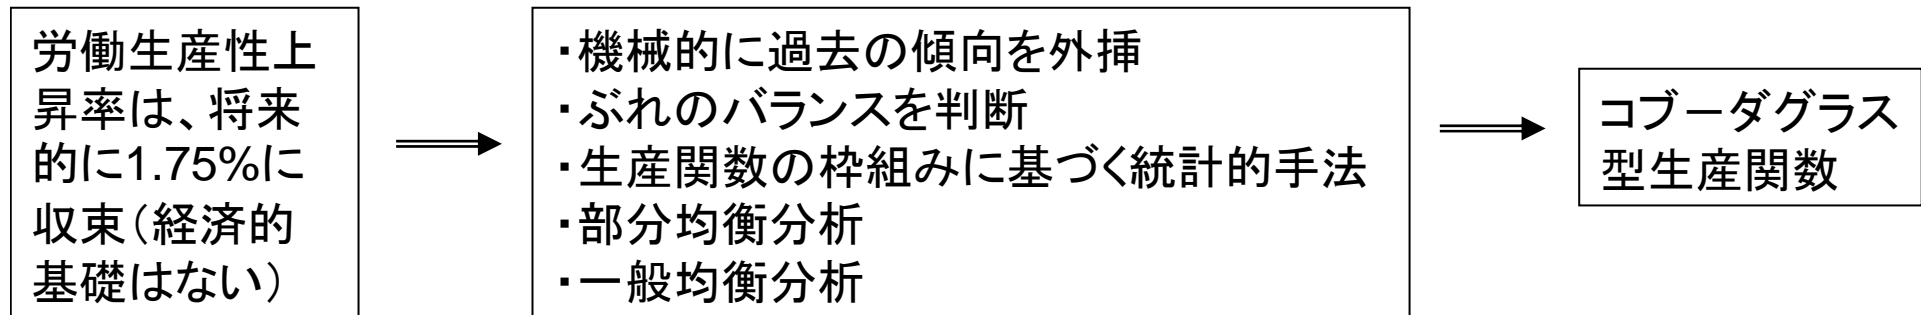 労働生産性上
昇率は、将来
的に1.75%に
収束(経済的
基礎はない)
・機械的に過去の傾向を外挿
・ぶれのバランスを判断
・生産関数の枠組みに基づく統計的手法
・部分均衡分析
・一般均衡分析
コブーダグラス
型生産関数